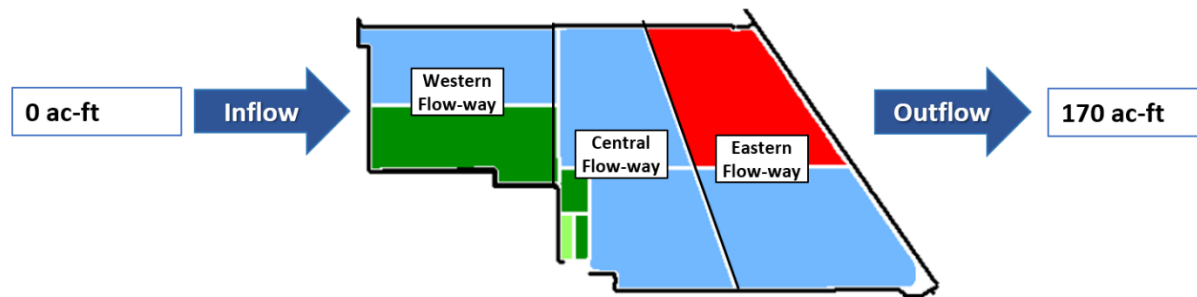 0 ac-ft
Inflow
Western
Flow-way
Central
Flow-way
Eastern
Flow-way
Outflow
170 ac-ft